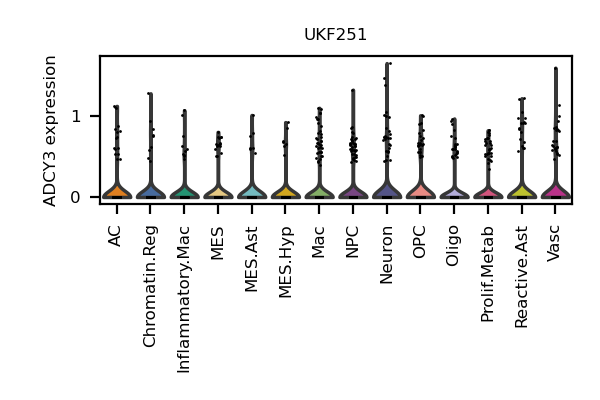 UKF251
ADCY3 expression
1
0
AC
Chromatin.Reg
Inflammatory.Mac
MES
MES.Ast
MES.Hyp
Mac
NPC
Neuron
OPC
Oligo
Prolif.Metab
Reactive.Ast
Vasc